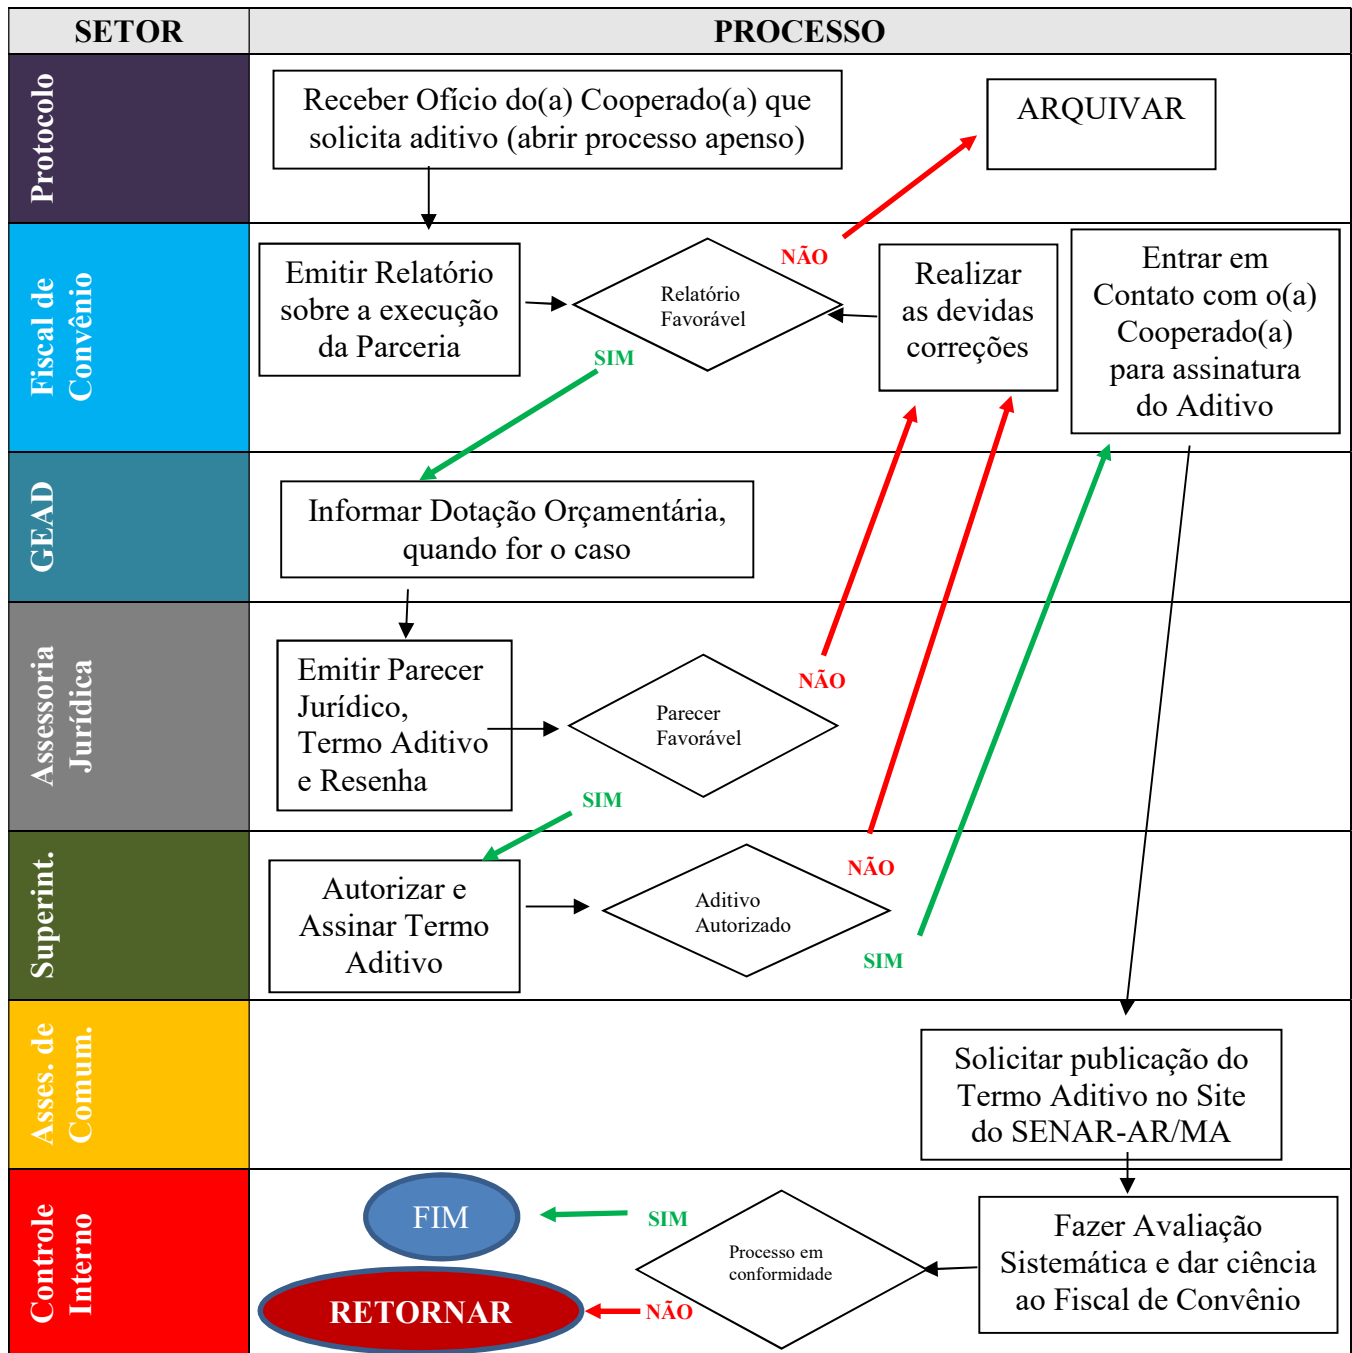 SETOR
PROCESSO
Protocolo
Receber Ofício do(a) Cooperado(a) que
solicita aditivo (abrir processo apenso)
ARQUIVAR
Fiscal de
Convênio
Emitir Relatório
sobre a execução
da Parceria
Relatório
Favorável
NÃO
SIM
Realizar
as devidas
correções
Entrar em
Contato com o(a)
Cooperado(a)
para assinatura
do Aditivo
GEAD
Informar Dotação Orçamentária,
quando for o caso
Assessoria
Jurídica
Emitir Parecer
Jurídico,
Termo Aditivo
e Resenha
Parecer
Favorável
NÃO
SIM
Superint.
Autorizar e
Assinar Termo
Aditivo
Aditivo
Autorizado
NÃO
SIM
Asses. de
Comum.
Solicitar publicação do
Termo Aditivo no Site
do SENAR-AR/MA
Controle
Interno
FIM
SIM
RETORNAR
NÃO
Processo em
conformidade
Fazer Avaliação
Sistemática e dar ciência
ao Fiscal de Convênio